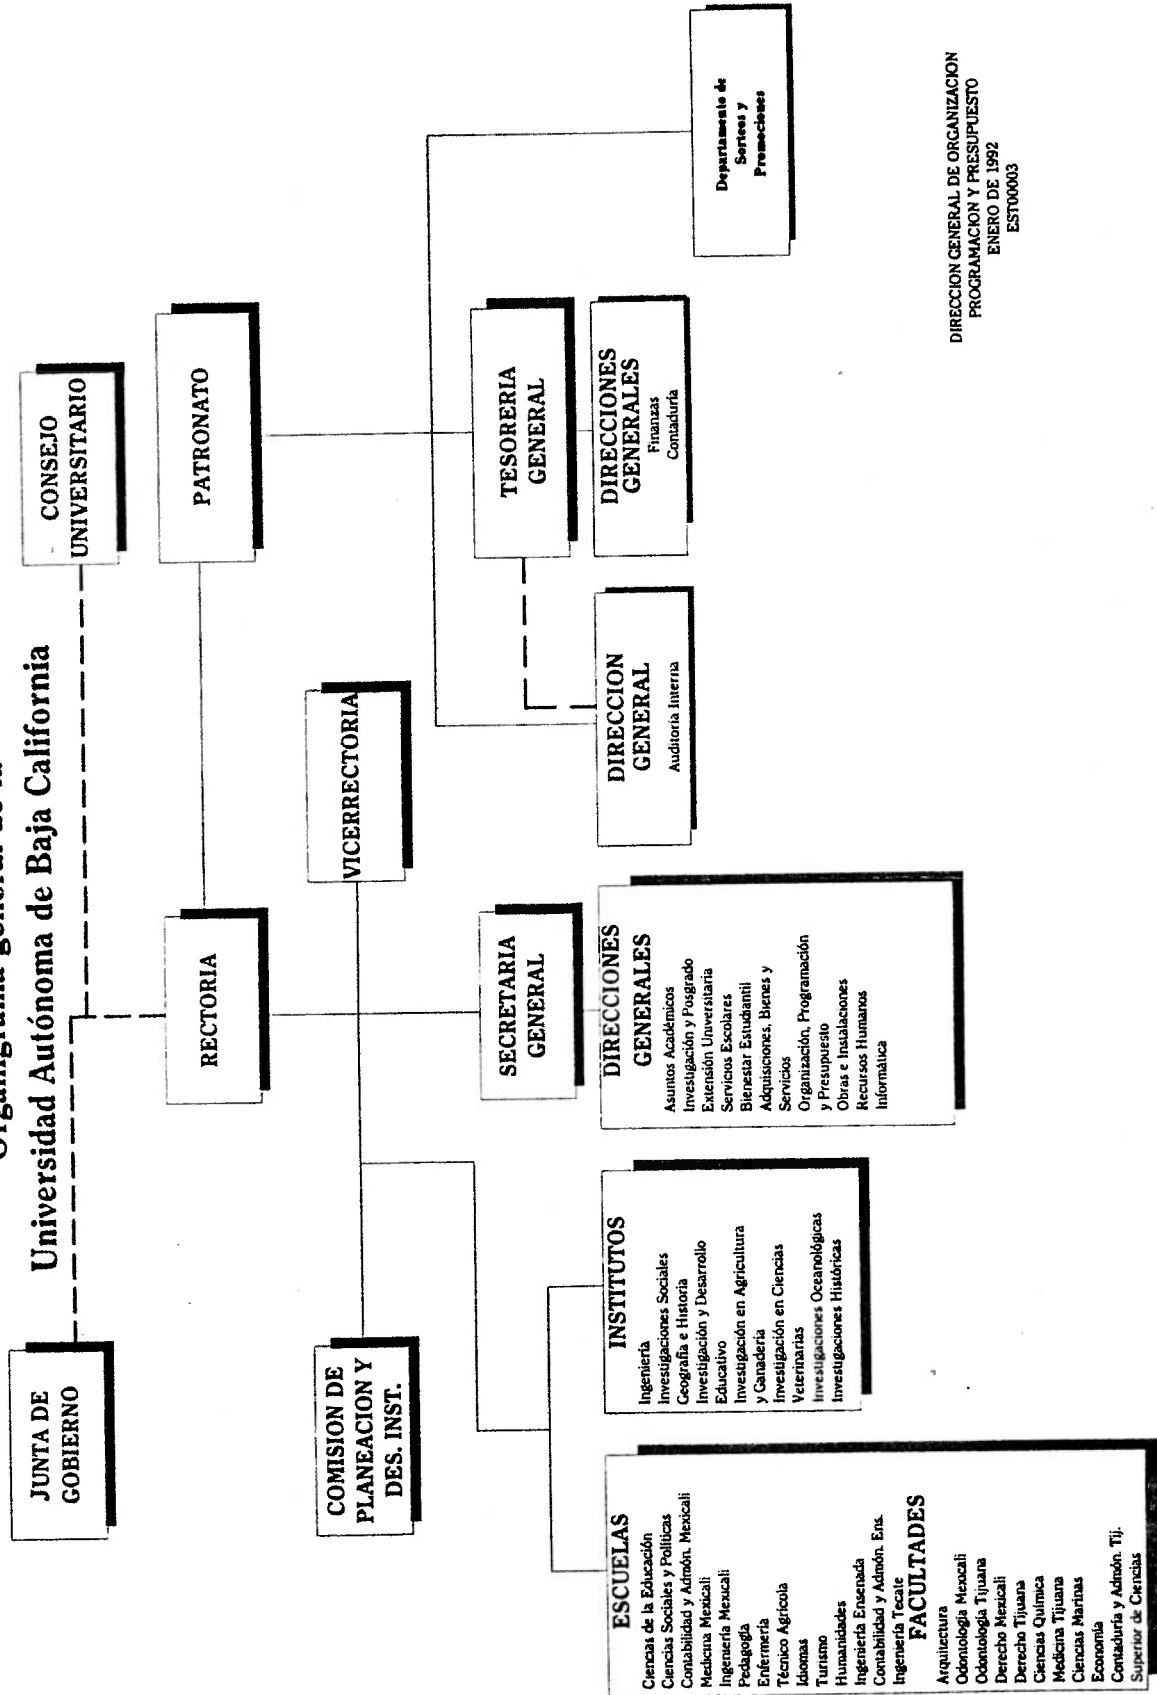 Organigrama general de la
Universidad Autónoma de Baja California
JUNTA DE
GOBIERNO
CONSEJO
UNIVERSITARIO
RECTORIA
PATRONATO
COMISION DE
PLANEACION Y
DES. INST.
VICERRECTORIA
SECRETARIA
GENERAL
TESORERIA
GENERAL
ESCUELAS
Ciencias de la Educación
Ciencias Sociales y Políticas
Contabilidad y Admón. Mexicali
Medicina Mexicali
Ingeniería Mexicali
Pedagogía
Enfermería
Técnico Agrícola
Idiomas
Turismo
Humanidades
Ingeniería Ensenada
Contabilidad y Admón. Ens.
Ingeniería Tecate
FACULTADES
Arquitectura
Odontología Mexicali
Odontología Tijuana
Derecho Mexicali
Derecho Tijuana
Ciencias Química
Medicina Tijuana
Ciencias Marinas
Economía
Contaduría y Admón. Tij.
Superior de Ciencias
INSTITUTOS
Ingeniería
Investigaciones Sociales
Geografía e Historia
Investigación y Desarrollo
Educativo
Investigación en Agricultura
y Ganadería
Investigación en Ciencias
Veterinarias
Investigaciones Oceanológicas
Investigaciones Históricas
DIRECCIONES
GENERALES
Asuntos Académicos
Investigación y Posgrado
Extensión Universitaria
Servicios Escolares
Bienestar Estudiantil
Adquisiciones, Bienes y
Servicios
Organización, Programación
y Presupuesto
Obras e Instalaciones
Recursos Humanos
Informática
DIRECCION
GENERAL
Auditoría Interna
DIRECCIONES
GENERALES
Finanzas
Contaduría
Departamento de
Sorteos y
Promociones
DIRECCION GENERAL DE ORGANIZACION
PROGRAMACION Y PRESUPUESTO
ENERO DE 1992
EST00003